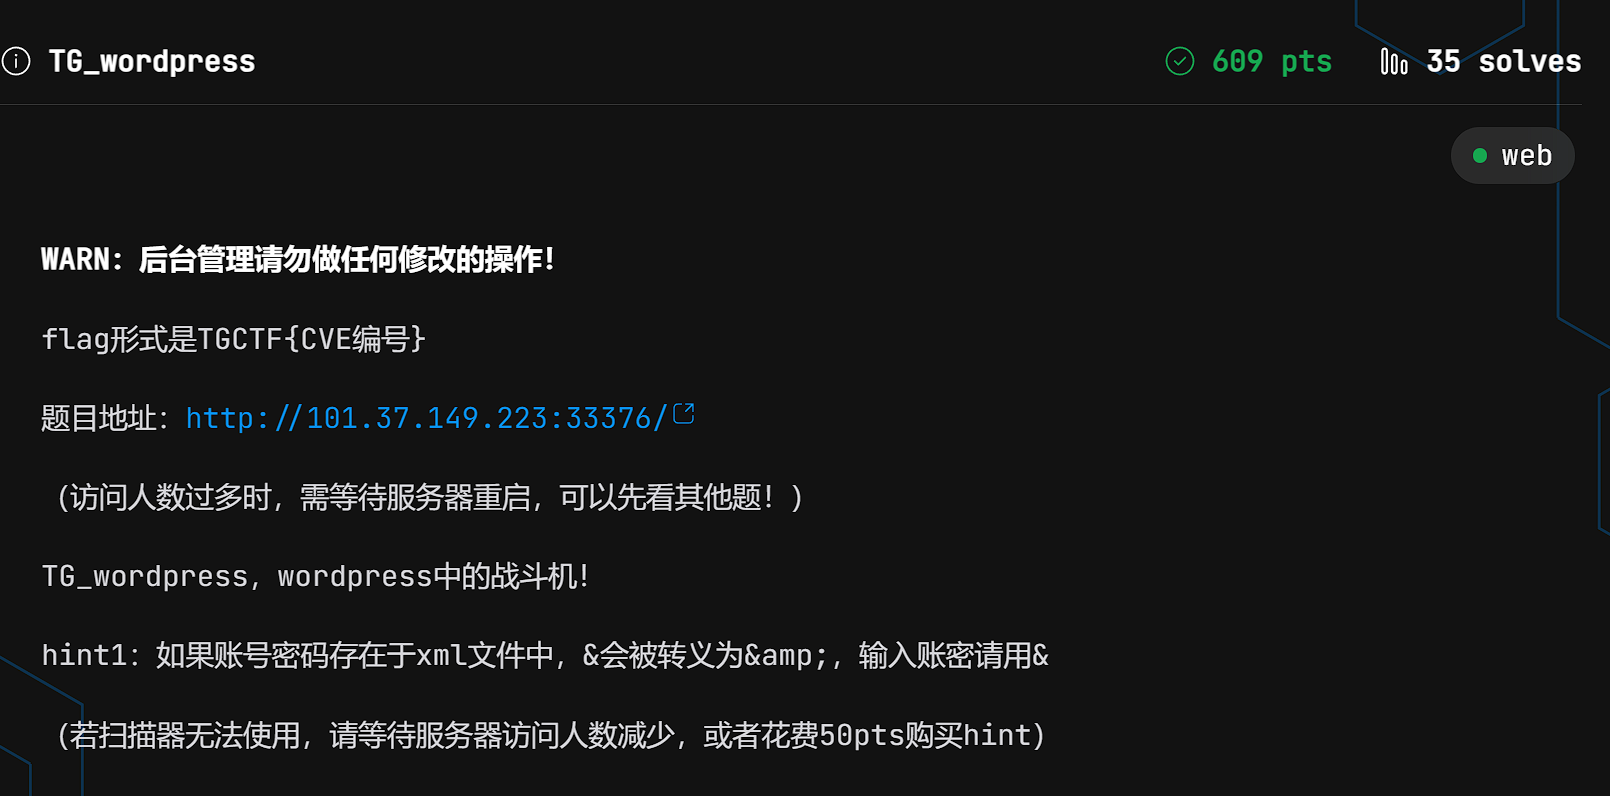 TG_wordpress
609 pts
35 solves
web
WARN: 后台管理请勿做任何修改的操作!
flag形式是TGCTF{CVE编号}
题目地址: http://101.37.149.223:33376/
(访问人数过多时, 需等待服务器重启, 可以先看其他题! )
TG_wordpress, wordpress中的战斗机!
hint1: 如果账号密码存在于xml文件中, &会被转义为&amp;, 输入账密请用&
(若扫描器无法使用, 请等待服务器访问人数减少, 或者花费50pts购买hint)